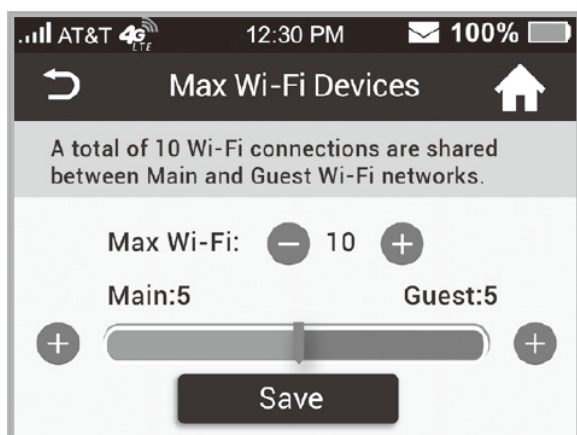 AT&T 4G LTE 12:30 PM 100%
Max Wi-Fi Devices
A total of 10 Wi-Fi connections are shared
between Main and Guest Wi-Fi networks.
Max Wi-Fi: − 10 +
Main:5 Guest:5
+ +
Save